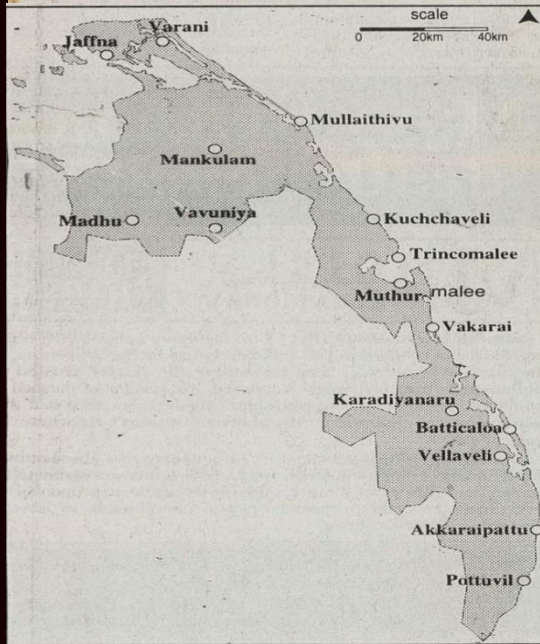 scale
0 20km 40km
Varani
Jaffna
Mullaithivu
Mankulam
Madhu
Vavuniya
Kuchchaveli
Trincomalee
Muthur malee
Vakarai
Karadiyanaru
Batticaloa
Vellaveli
Akkaraipattu
Pottuvil